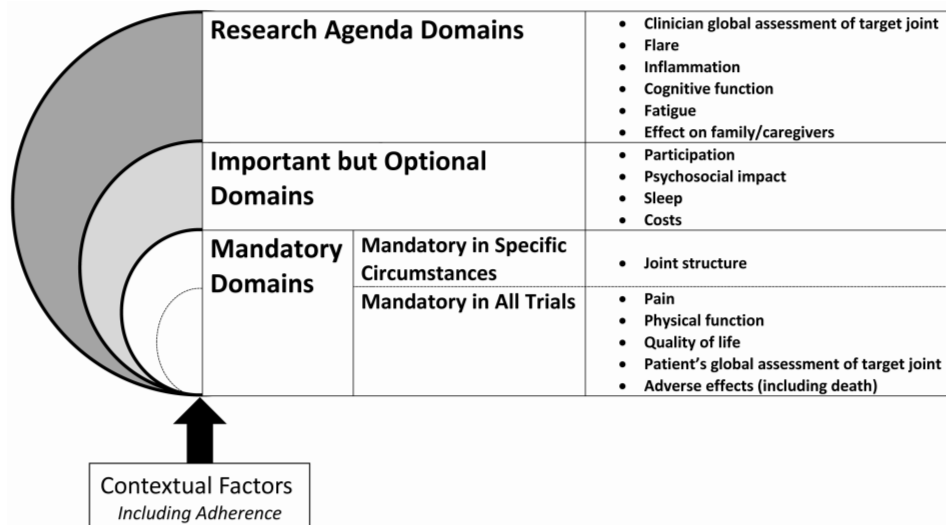 Research Agenda Domains
• Clinician global assessment of target joint
• Flare
• Inflammation
• Cognitive function
• Fatigue
• Effect on family/caregivers
Important but Optional
Domains
• Participation
• Psychosocial impact
• Sleep
• Costs
Mandatory
Domains
Mandatory in Specific
Circumstances
• Joint structure
Mandatory in All Trials
• Pain
• Physical function
• Quality of life
• Patient's global assessment of target joint
• Adverse effects (including death)
Contextual Factors
Including Adherence